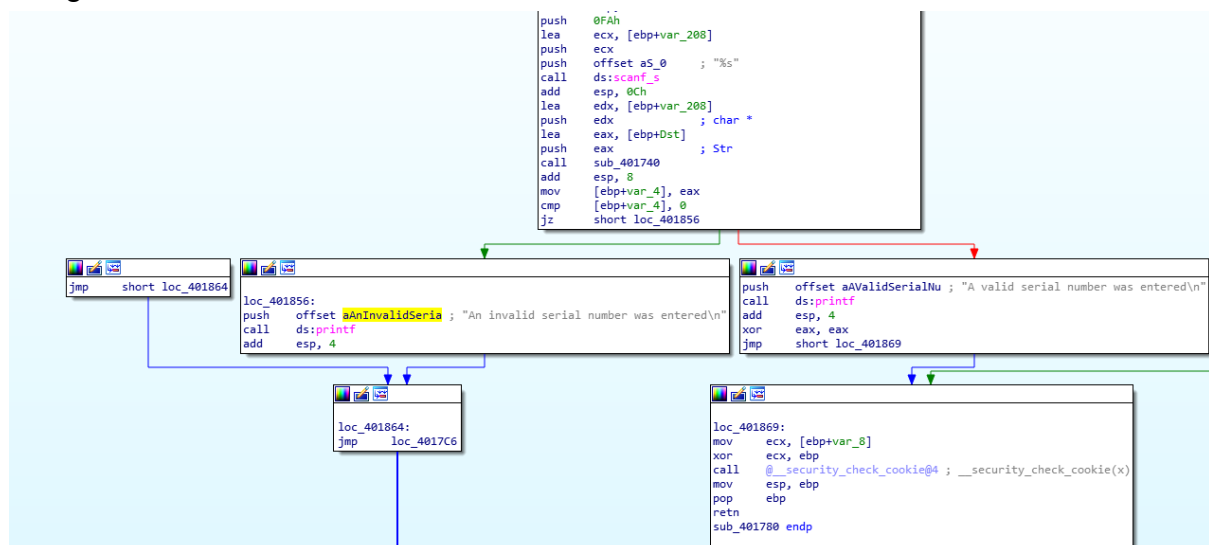 push 0FAh
lea ecx, [ebp+var_208]
push ecx
push offset aS_0 ; "%s"
call ds:scanf_s
add esp, 0Ch
lea edx, [ebp+var_208]
push edx ; char *
lea eax, [ebp+Dst]
push eax ; Str
call sub_401740
add esp, 8
mov [ebp+var_4], eax
cmp [ebp+var_4], 0
jz short loc_401856
jmp short loc_401864
loc_401856:
push offset aAnInvalidSeria ; "An invalid serial number was entered\n"
call ds:printf
add esp, 4
push offset aAValidSerialNu ; "A valid serial number was entered\n"
call ds:printf
add esp, 4
xor eax, eax
jmp short loc_401869
loc_401864:
jmp loc_4017C6
loc_401869:
mov ecx, [ebp+var_8]
xor ecx, ebp
call @__security_check_cookie@4 ; __security_check_cookie(x)
mov esp, ebp
pop ebp
retn
sub_401780 endp